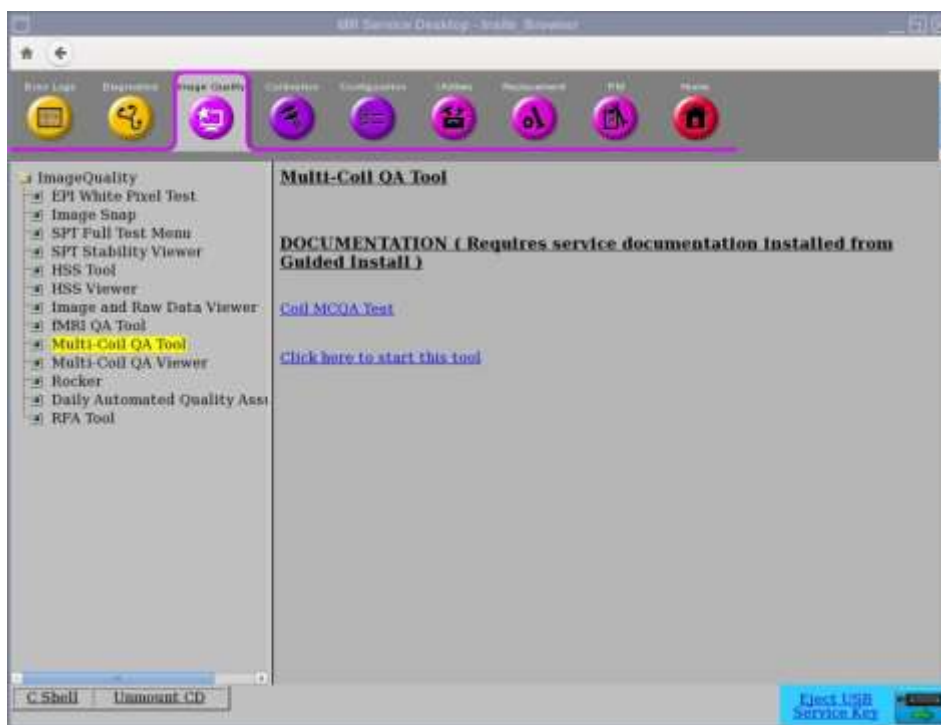 MR Service Desktop - trails_Browser
Error Logs
Diagnostics
Image Quality
Calibration
Configuration
Utilities
Replacement
PM
Home
ImageQuality
EPI White Pixel Test
Image Snap
SPT Full Test Menu
SPT Stability Viewer
HSS Tool
HSS Viewer
Image and Raw Data Viewer
fMRI QA Tool
Multi-Coil QA Tool
Multi-Coil QA Viewer
Rocker
Daily Automated Quality Assu
RFA Tool
Multi-Coil QA Tool
DOCUMENTATION ( Requires service documentation installed from
Guided Install )
Coil MCQA Test
Click here to start this tool
C Shell
Unmount CD
Eject USB
Service Key